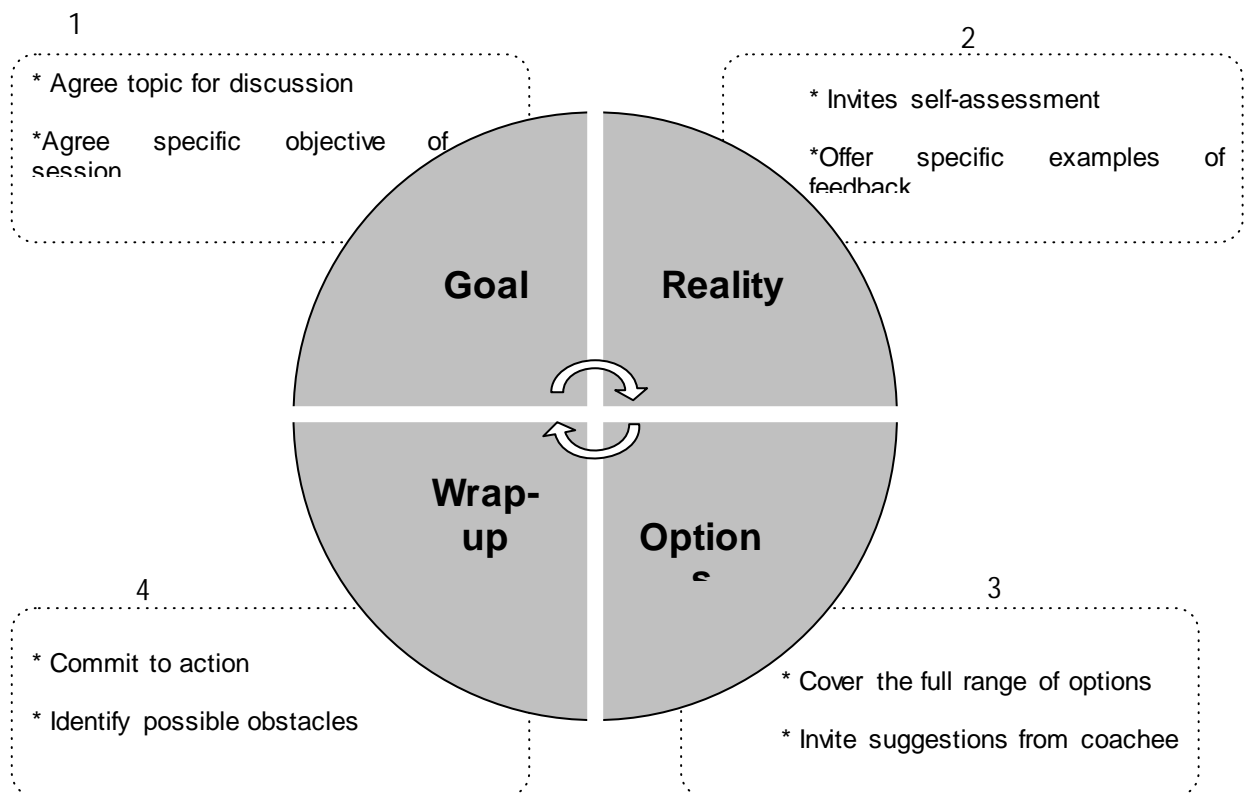 1
* Agree topic for discussion
*Agree specific objective of
session
2
* Invites self-assessment
*Offer specific examples of
feedback
Goal
Reality
Wrap-
up
Option
s
4
* Commit to action
* Identify possible obstacles
3
* Cover the full range of options
* Invite suggestions from coachee